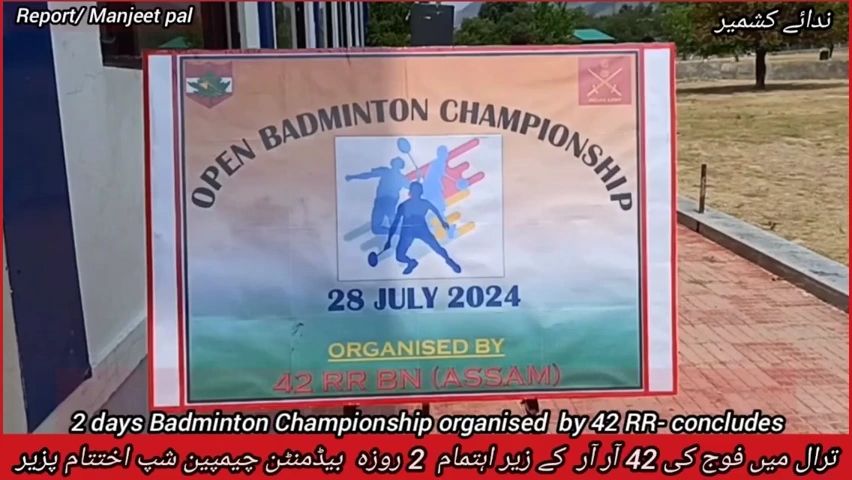 Report/ Manjeet pal
ندائے کشمیر
OPEN BADMINTON CHAMPIONSHIP
INDIAN ARMY
28 JULY 2024
ORGANISED BY
42 RR BN (ASSAM)
2 days Badminton Championship organised by 42 RR- concludes
ترال میں فوج کی 42 آر آر کے زیر اہتمام 2 روزہ بیڈمنٹن چیمپین شپ اختتام پزیر